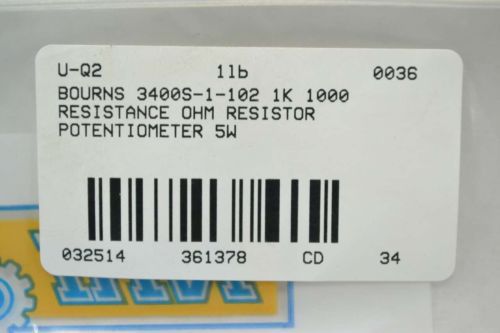 U-Q2 1lb 0036
BOURNS 3400S-1-102 1K 1000
RESISTANCE OHM RESISTOR
POTENTIOMETER 5W
032514 361378 CD 34